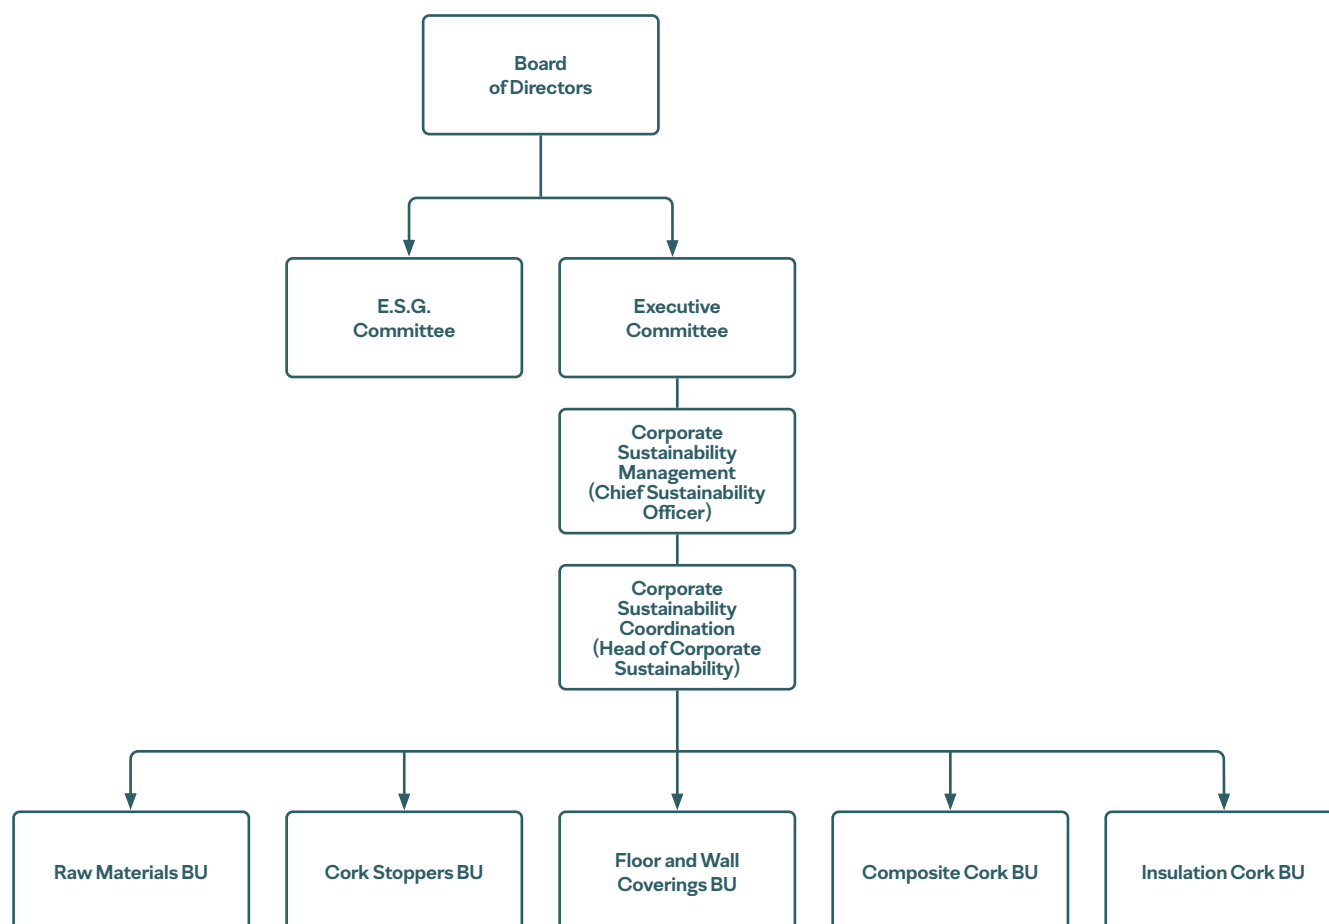 Board
of Directors
E.S.G.
Committee
Executive
Committee
Corporate
Sustainability
Management
(Chief Sustainability
Officer)
Corporate
Sustainability
Coordination
(Head of Corporate
Sustainability)
Raw Materials BU
Cork Stoppers BU
Floor and Wall
Coverings BU
Composite Cork BU
Insulation Cork BU